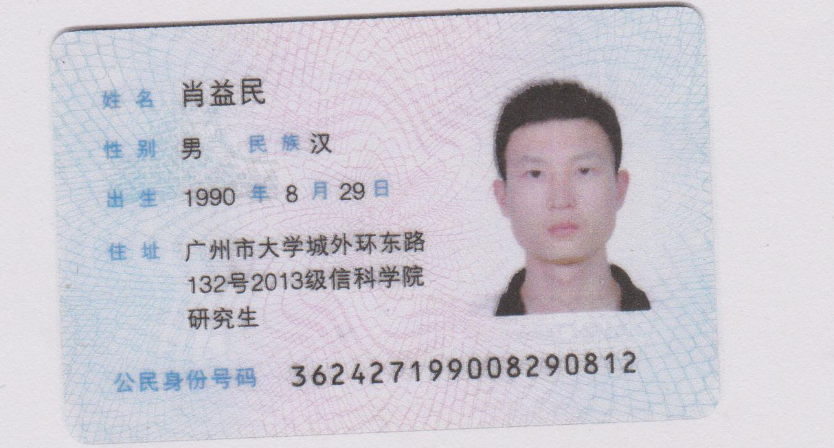 姓名 肖益民
性别 男 民族 汉
出生 1990 年 8 月 29 日
住址 广州市大学城外环东路
132号2013级信科学院
研究生
公民身份号码 362427199008290812